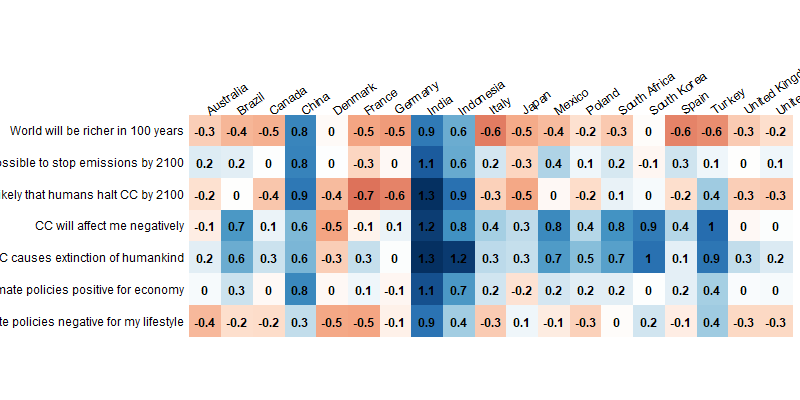 Australia Brazil Canada China Denmark France Germany India Indonesia Italy Japan Mexico Poland South Africa South Korea Spain Turkey United Kingd Unite
World will be richer in 100 years -0.3 -0.4 -0.5 0.8 0 -0.5 -0.5 0.9 0.6 -0.6 -0.5 -0.4 -0.2 -0.3 0 -0.6 -0.6 -0.3 -0.2
ossible to stop emissions by 2100 0.2 0.2 0 0.8 0 -0.3 0 1.1 0.6 0.2 -0.3 0.4 0.1 0.2 -0.1 0.3 0.1 0 0.1
kely that humans halt CC by 2100 -0.2 0 -0.4 0.9 -0.4 -0.7 -0.6 1.3 0.9 -0.3 -0.5 0 -0.2 0.1 0 -0.2 0.4 -0.3 -0.3
CC will affect me negatively -0.1 0.7 0.1 0.6 -0.5 -0.1 0.1 1.2 0.8 0.4 0.3 0.8 0.4 0.8 0.9 0.4 1 0 0
C causes extinction of humankind 0.2 0.6 0.3 0.6 -0.3 0.3 0 1.3 1.2 0.3 0.3 0.7 0.5 0.7 1 0.1 0.9 0.3 0.2
mate policies positive for economy 0 0.3 0 0.8 0 0.1 -0.1 1.1 0.7 0.2 -0.2 0.2 0.2 0.2 0 0.2 0.4 0 0
te policies negative for my lifestyle -0.4 -0.2 -0.2 0.3 -0.5 -0.5 -0.1 0.9 0.4 -0.3 0.1 -0.1 -0.3 0 0.2 -0.1 0.4 -0.3 -0.3